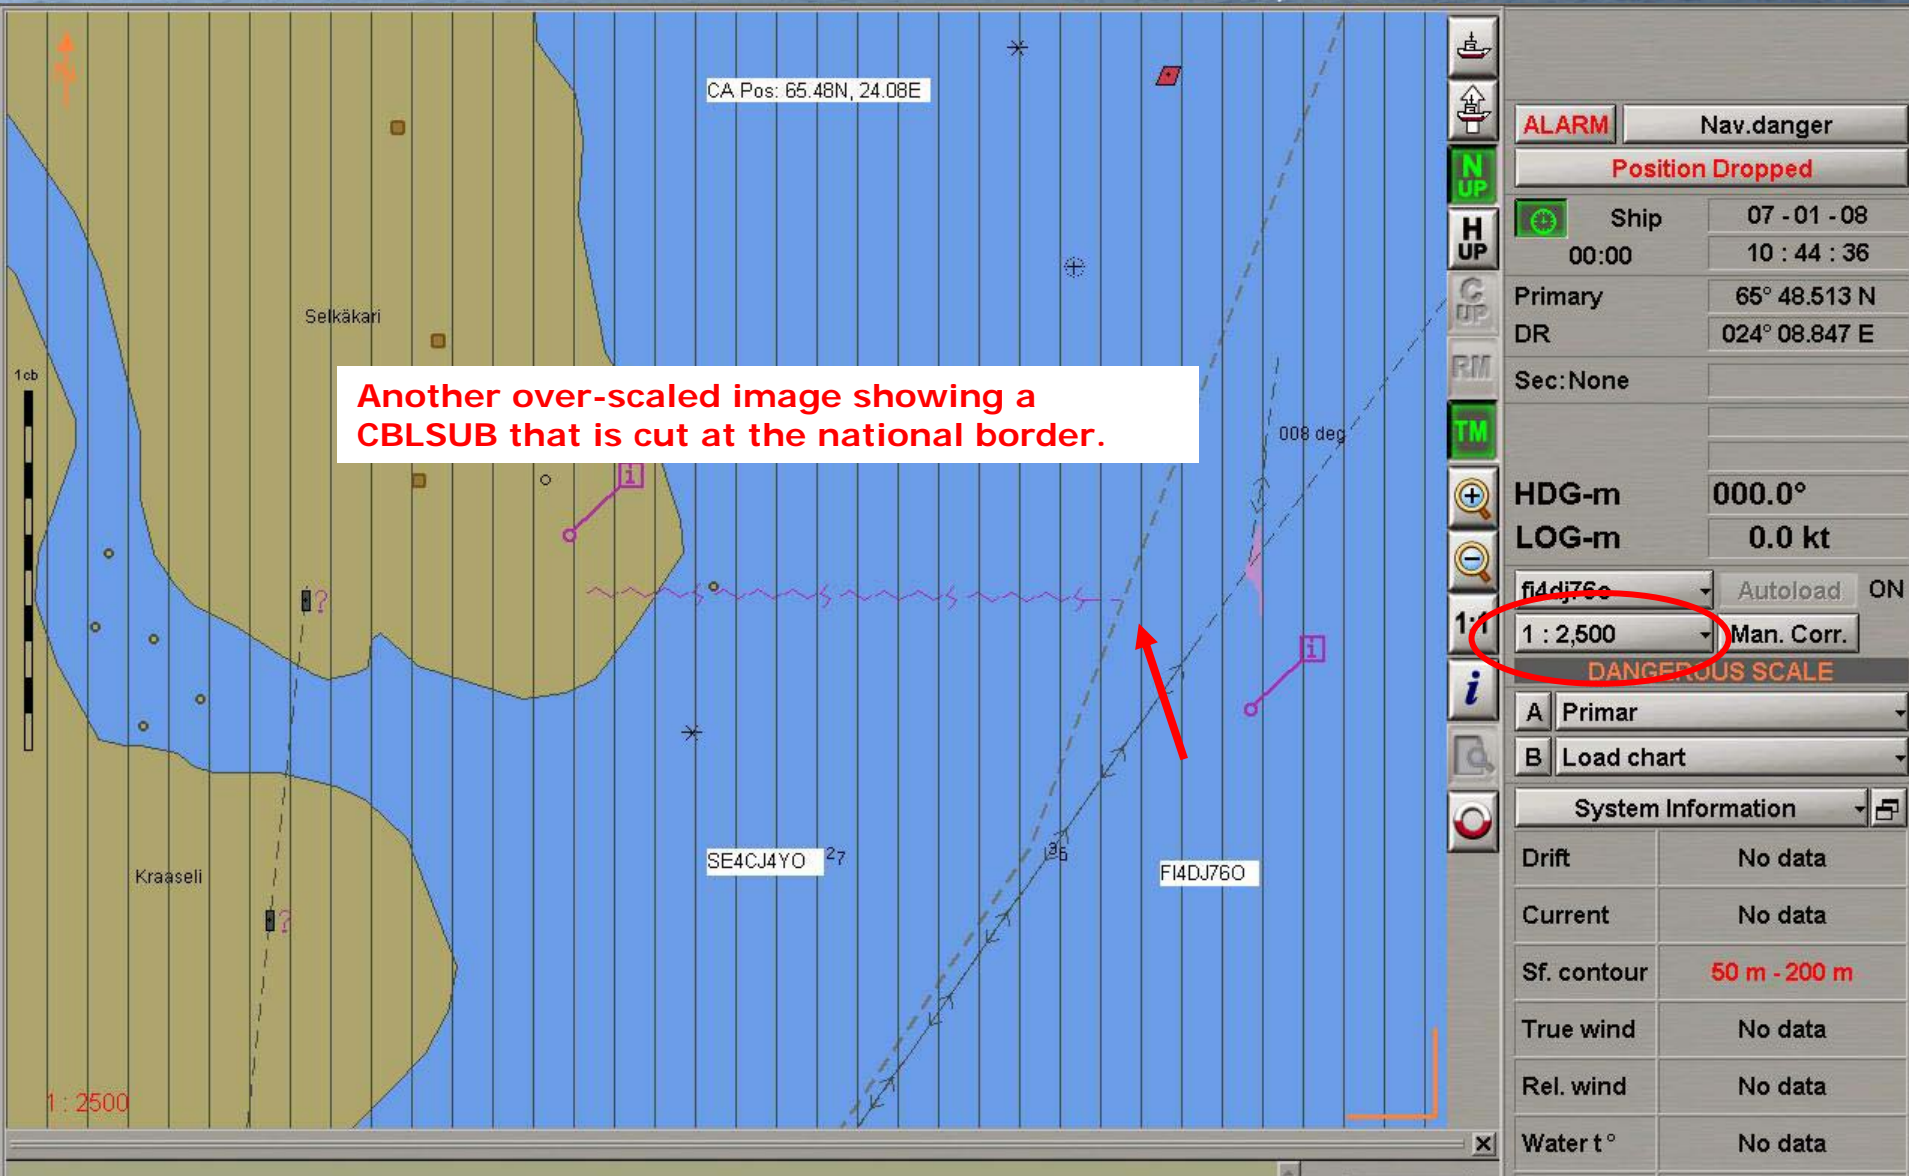 CA Pos: 65.48N, 24.08E
Selkäkari
1cb
Another over-scaled image showing a
CBLSUB that is cut at the national border.
008 deg
i
?
i
SE4CJ4YO
27
FI4DJ76O
Kraaseli
?
1 : 2500
N
UP
H
UP
C
UP
RM
TM
1:1
i
ALARM Nav.danger
Position Dropped
Ship 07 - 01 - 08
00:00 10 : 44 : 36
Primary 65° 48.513 N
DR 024° 08.847 E
Sec:None
HDG-m 000.0°
LOG-m 0.0 kt
fi4dj76o Autoload ON
1 : 2,500 Man. Corr.
DANGEROUS SCALE
A Primar
B Load chart
System Information
Drift No data
Current No data
Sf. contour 50 m - 200 m
True wind No data
Rel. wind No data
Water t° No data